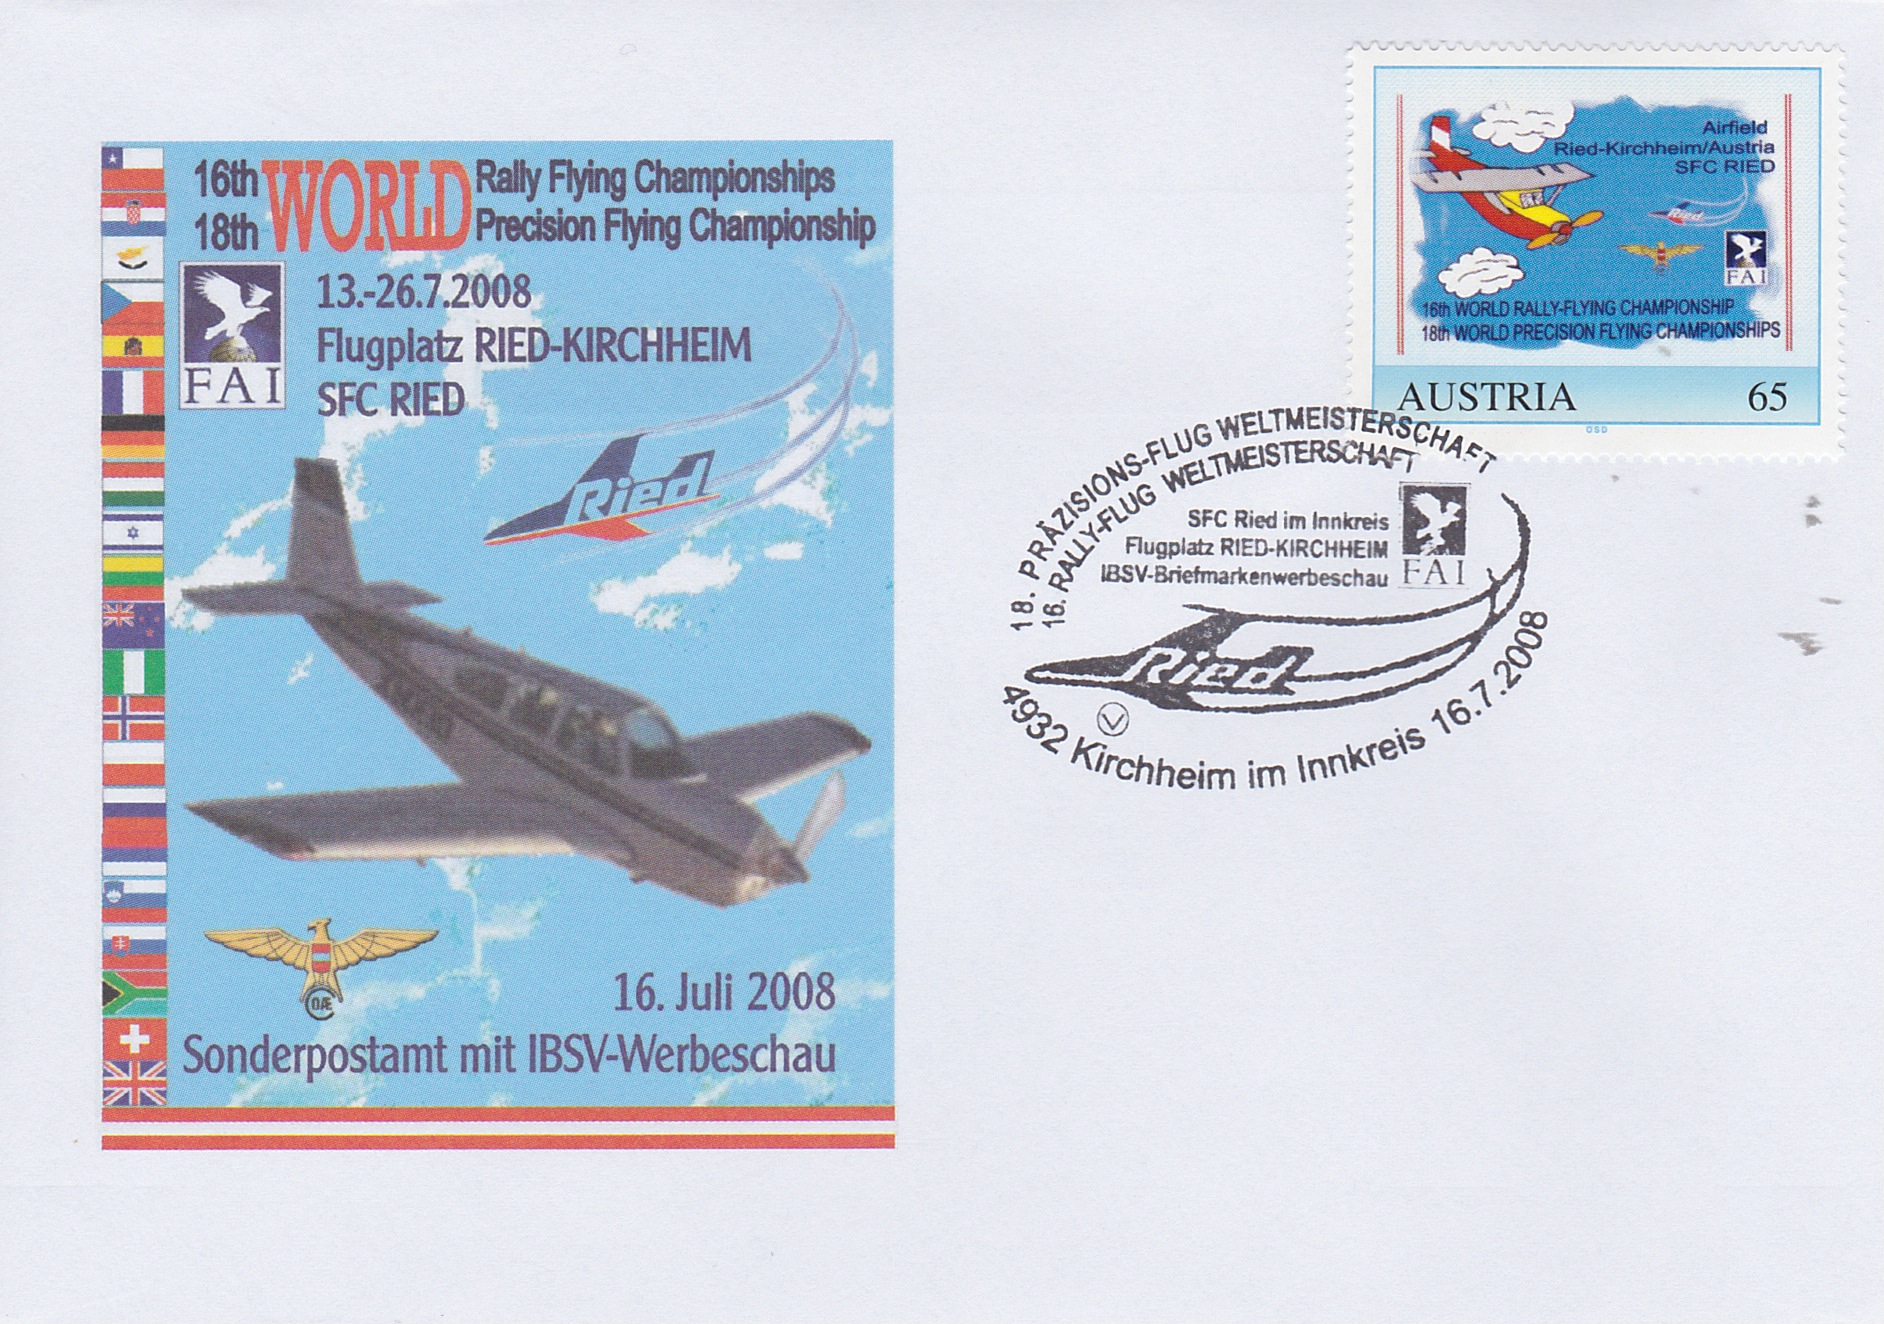 16th WORLD Rally Flying Championships
18th Precision Flying Championship
FAI
13.-26.7.2008
Flugplatz RIED-KIRCHHEIM
SFC RIED
Ried
OÆC
16. Juli 2008
Sonderpostamt mit IBSV-Werbeschau
Airfield
Ried-Kirchheim/Austria
SFC RIED
Ried
FAI
16th WORLD RALLY-FLYING CHAMPIONSHIP
18th WORLD PRECISION FLYING CHAMPIONSHIPS
AUSTRIA 65
OSD
18. PRÄZISIONS-FLUG WELTMEISTERSCHAFT
16. RALLY-FLUG WELTMEISTERSCHAFT
SFC Ried im Innkreis
Flugplatz RIED-KIRCHHEIM
IBSV-Briefmarkenwerbeschau
FAI
Ried
V
4932 Kirchheim im Innkreis 16.7.2008